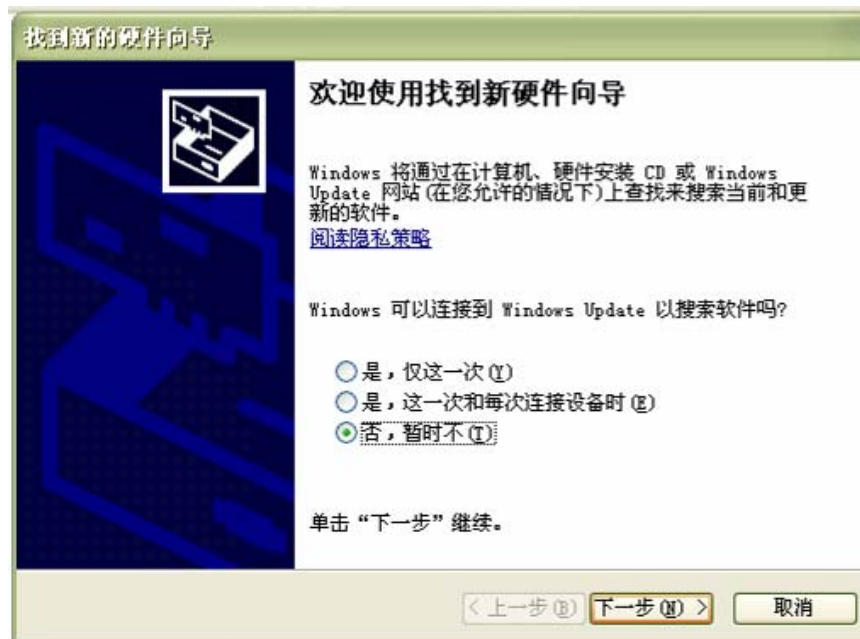 找到新的硬件向导
欢迎使用找到新硬件向导
Windows 将通过在计算机、硬件安装 CD 或 Windows
Update 网站(在您允许的情况下)上查找来搜索当前和更
新的软件。
阅读隐私策略
Windows 可以连接到 Windows Update 以搜索软件吗?
是，仅这一次(Y)
是，这一次和每次连接设备时(E)
否，暂时不(T)
单击“下一步”继续。
< 上一步(B) 下一步(N) > 取消